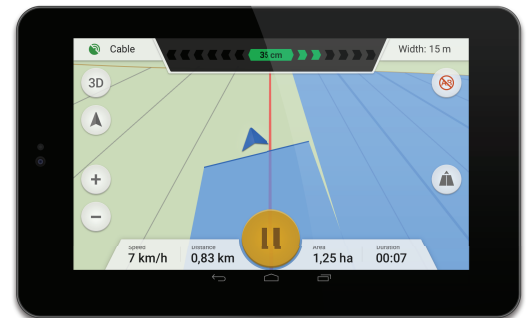 Cable
35 cm
Width: 15 m
3D
AB
Speed
Distance
Area
Duration
7 km/h
0,83 km
1,25 ha
00:07